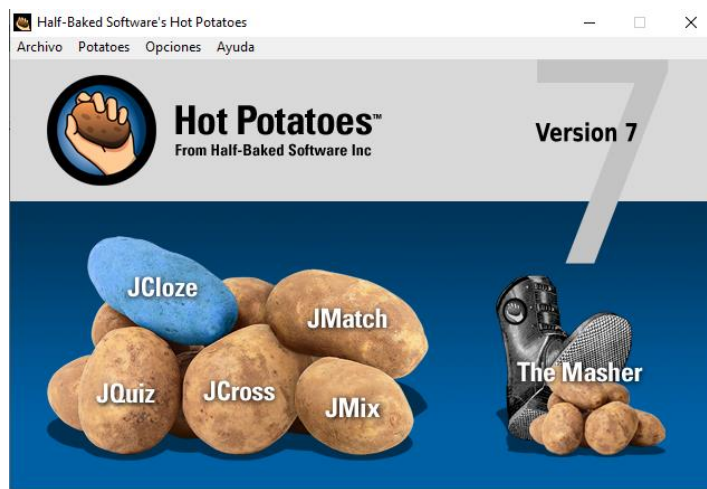 Half-Baked Software's Hot Potatoes
Archivo Potatoes Opciones Ayuda
Hot Potatoes™
From Half-Baked Software Inc
Version 7
7
JCloze
JMatch
JQuiz
JCross
JMix
The Masher